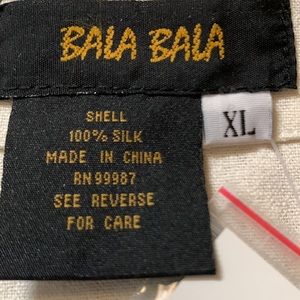 BALA BALA
SHELL
100% SILK
MADE IN CHINA
RN 99987
SEE REVERSE
FOR CARE
XL